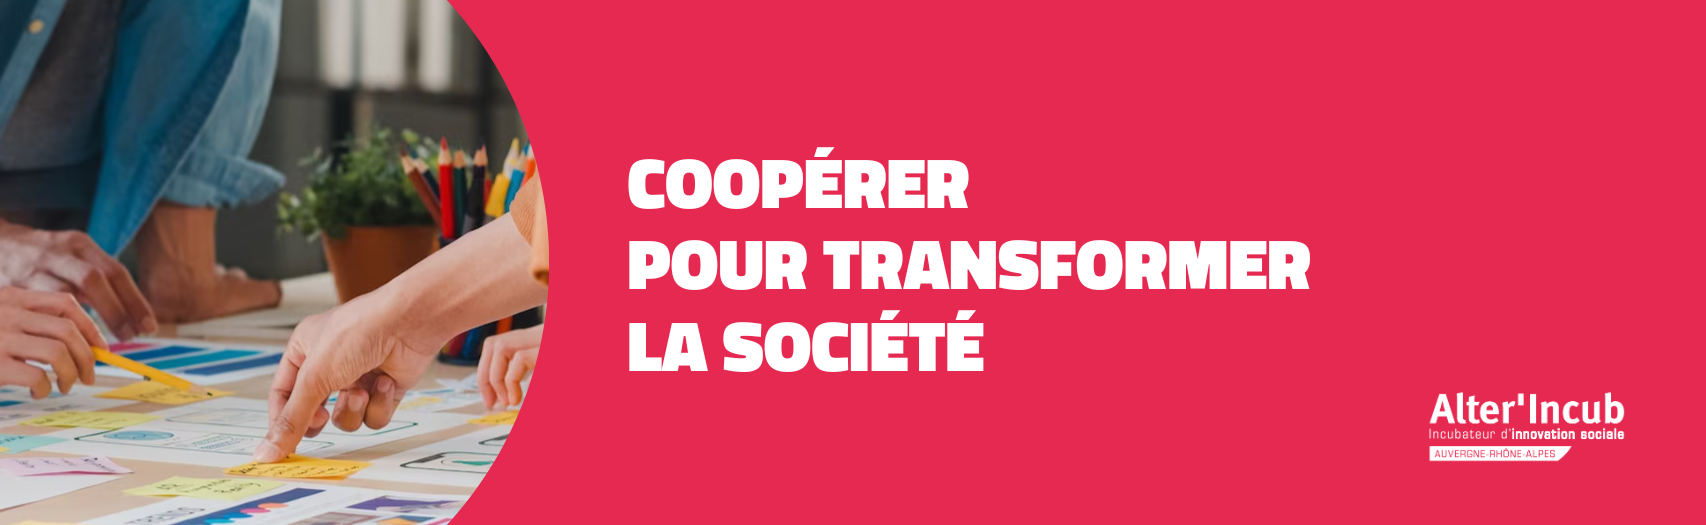 COOPÉRER
POUR TRANSFORMER
LA SOCIÉTÉ
Alter'Incub
Incubateur d'innovation sociale
AUVERGNE-RHÔNE-ALPES